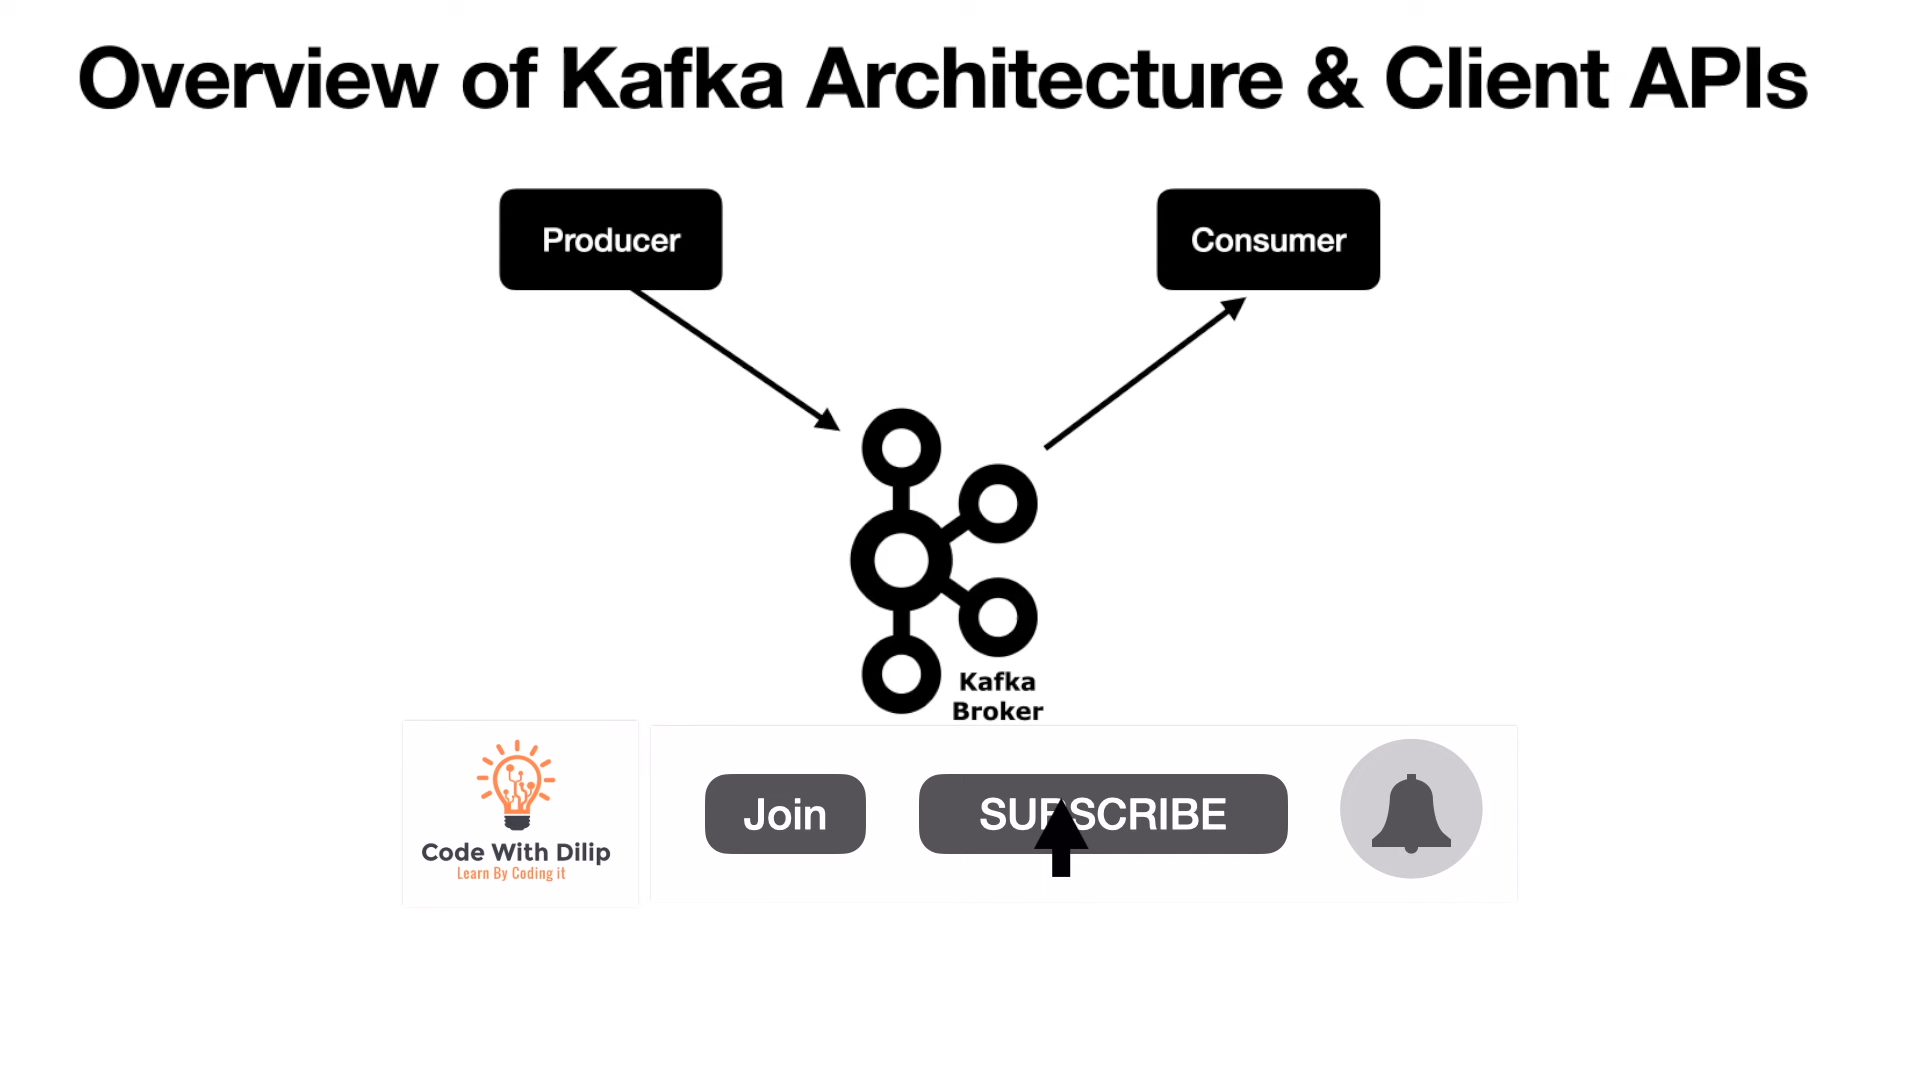 Overview of Kafka Architecture & Client APIs
Producer
Consumer
Kafka
Broker
Code With Dilip
Learn By Coding it
Join
SUBSCRIBE